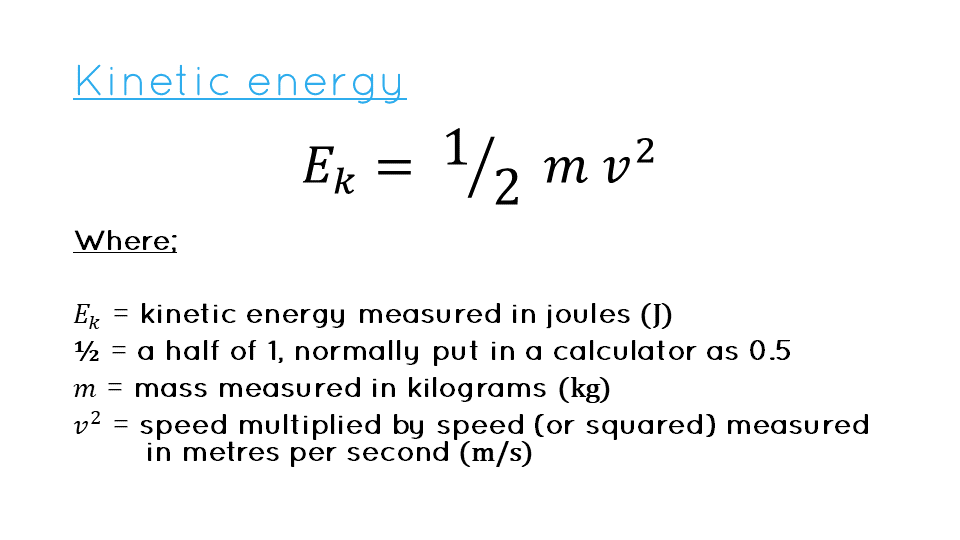 Kinetic energy
E_k = 1/2 m v²
Where;
E_k = kinetic energy measured in joules (J)
½ = a half of 1, normally put in a calculator as 0.5
m = mass measured in kilograms (kg)
v² = speed multiplied by speed (or squared) measured
in metres per second (m/s)